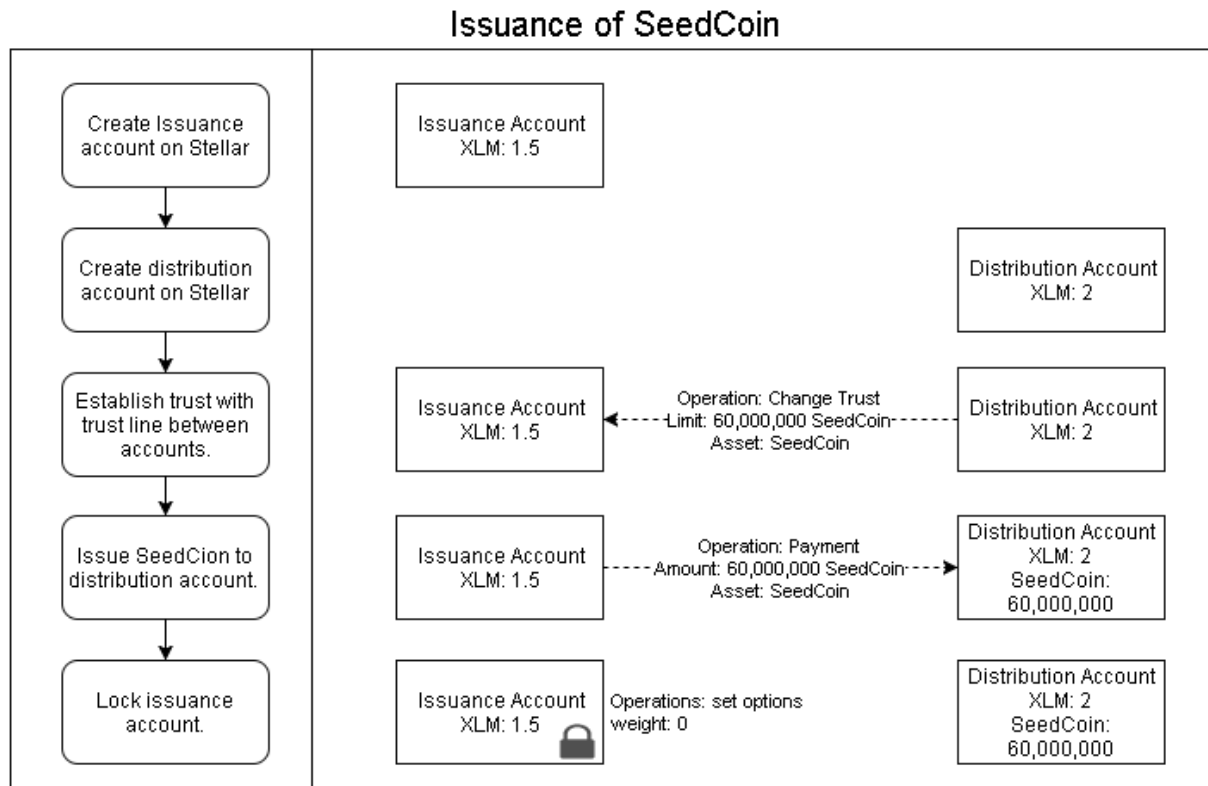 Issuance of SeedCoin
Create Issuance
account on Stellar
Issuance Account
XLM: 1.5
Create distribution
account on Stellar
Distribution Account
XLM: 2
Establish trust with
trust line between
accounts.
Issuance Account
XLM: 1.5
Operation: Change Trust
Limit: 60,000,000 SeedCoin
Asset: SeedCoin
Distribution Account
XLM: 2
Issue SeedCion to
distribution account.
Issuance Account
XLM: 1.5
Operation: Payment
Amount: 60,000,000 SeedCoin
Asset: SeedCoin
Distribution Account
XLM: 2
SeedCoin:
60,000,000
Lock issuance
account.
Issuance Account
XLM: 1.5
Operations: set options
weight: 0
Distribution Account
XLM: 2
SeedCoin:
60,000,000